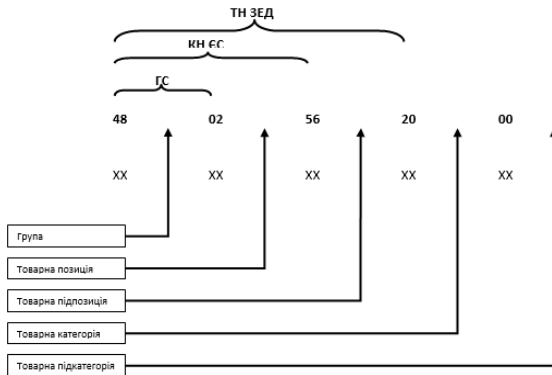 ТН ЗЕД
КН ЄС
ГС
48 02 56 20 00
XX XX XX XX XX
Група
Товарна позиція
Товарна підпозиція
Товарна категорія
Товарна підкатегорія